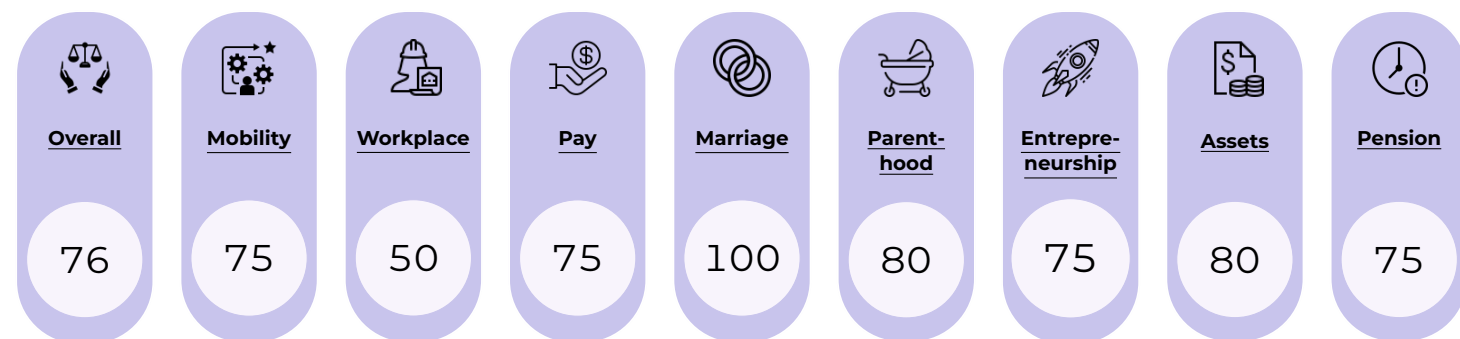 Overall
Mobility
Workplace
Pay
Marriage
Parent-
hood
Entrepre-
neurship
Assets
Pension
76
75
50
75
100
80
75
80
75